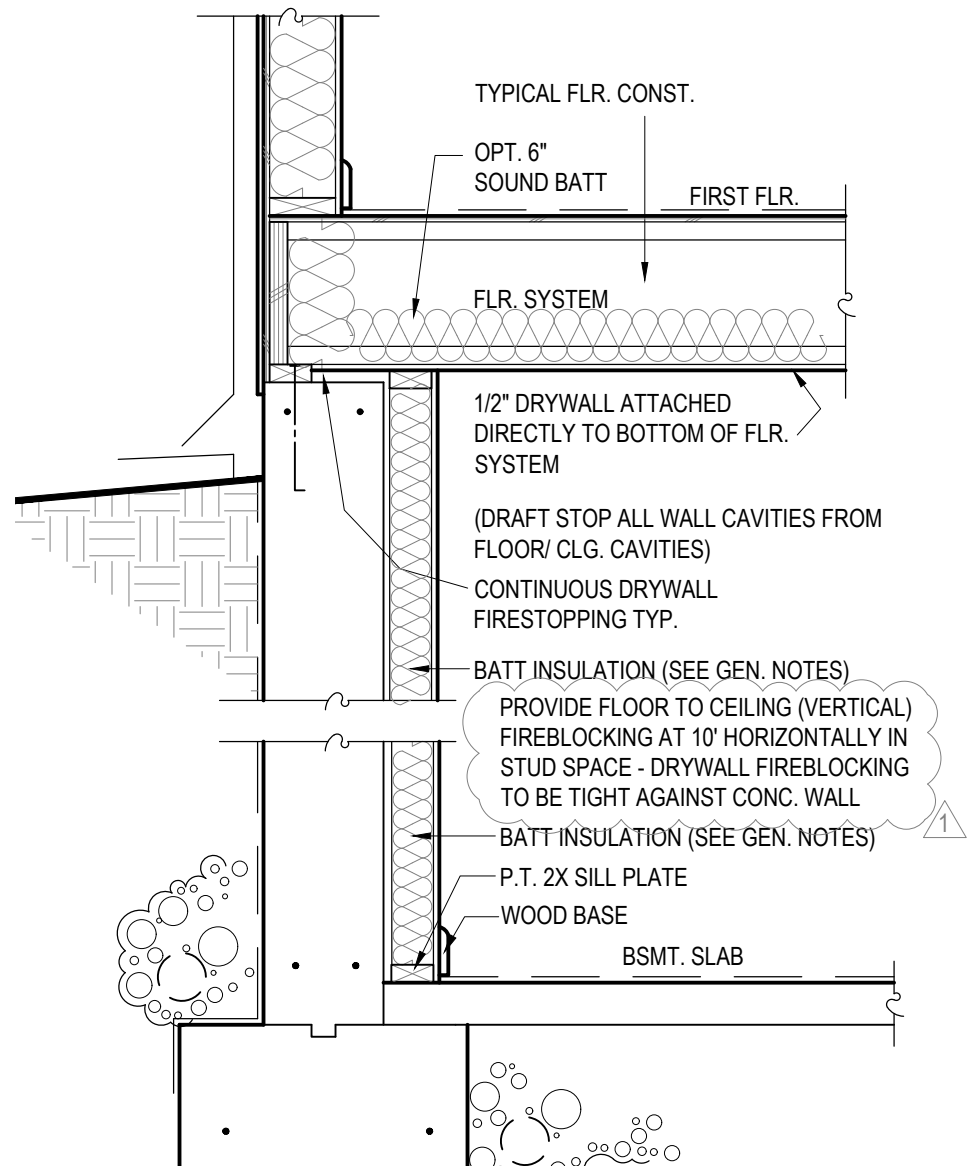 TYPICAL FLR. CONST.
OPT. 6"
SOUND BATT
FIRST FLR.
FLR. SYSTEM
1/2" DRYWALL ATTACHED
DIRECTLY TO BOTTOM OF FLR.
SYSTEM
(DRAFT STOP ALL WALL CAVITIES FROM
FLOOR/ CLG. CAVITIES)
CONTINUOUS DRYWALL
FIRESTOPPING TYP.
BATT INSULATION (SEE GEN. NOTES)
PROVIDE FLOOR TO CEILING (VERTICAL)
FIREBLOCKING AT 10' HORIZONTALLY IN
STUD SPACE - DRYWALL FIREBLOCKING
TO BE TIGHT AGAINST CONC. WALL
1
BATT INSULATION (SEE GEN. NOTES)
P.T. 2X SILL PLATE
WOOD BASE
BSMT. SLAB